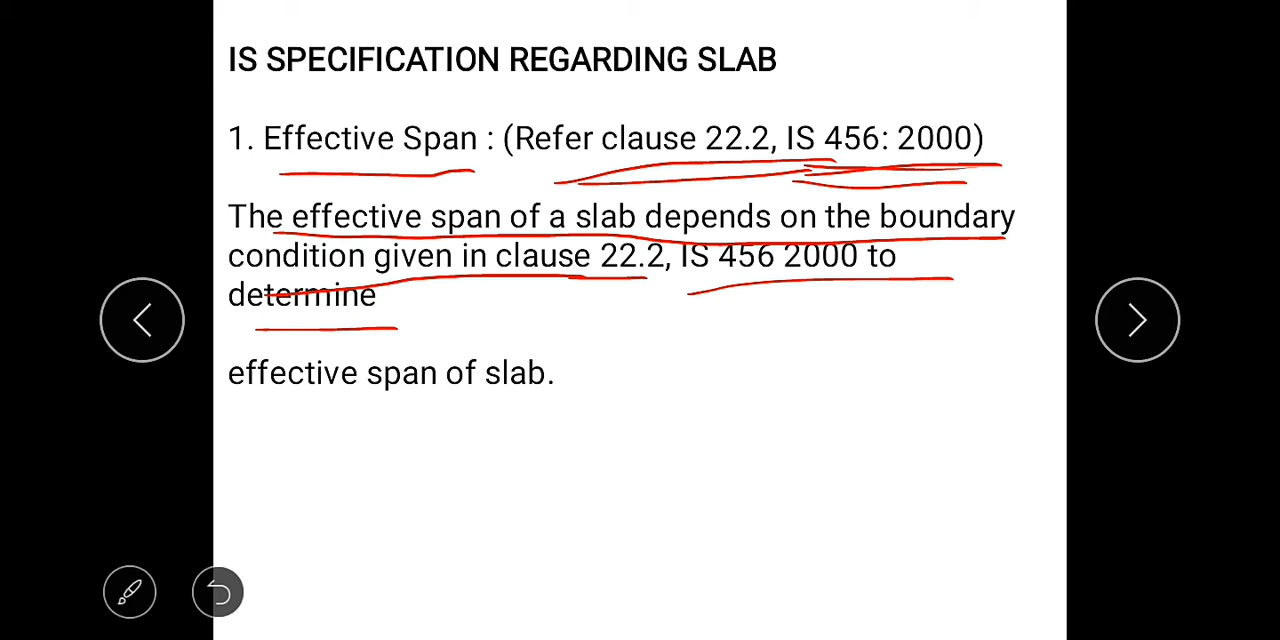 IS SPECIFICATION REGARDING SLAB
1. Effective Span : (Refer clause 22.2, IS 456: 2000)
The effective span of a slab depends on the boundary
condition given in clause 22.2, IS 456 2000 to
determine
effective span of slab.